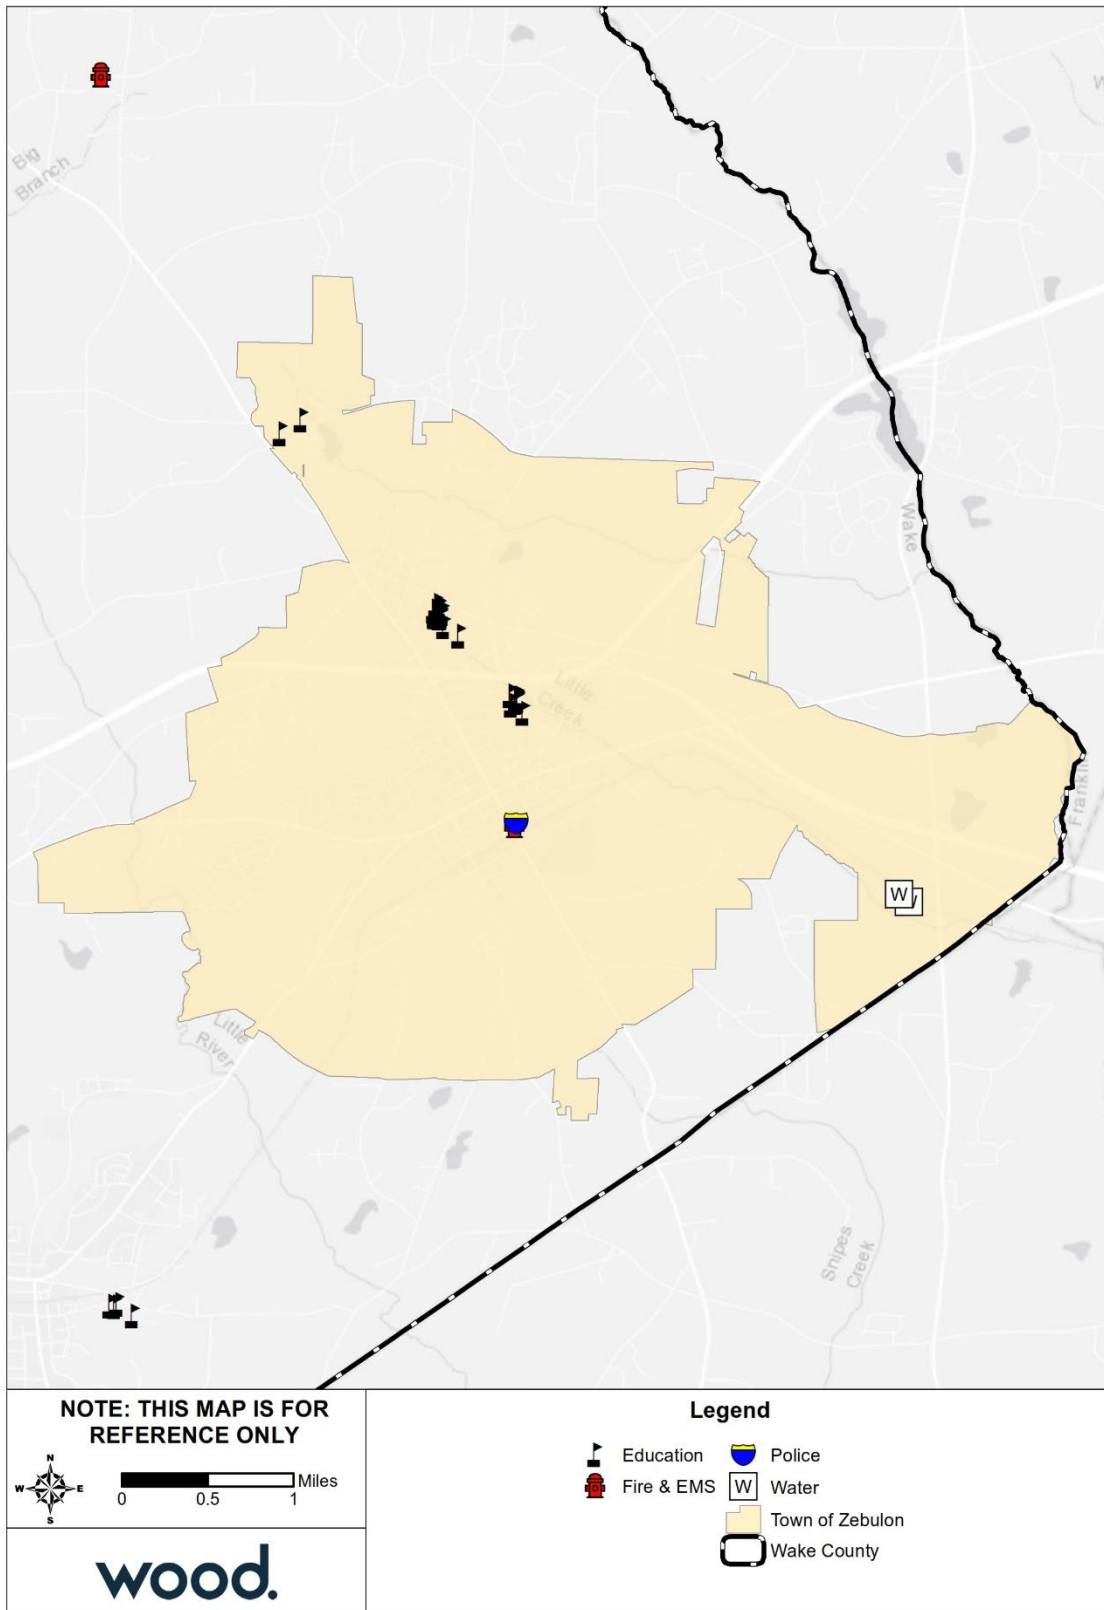 Big
Branch
W
Wake
Little
Creek
Franklin
W
Little
River
Snipes
Creek
NOTE: THIS MAP IS FOR
REFERENCE ONLY
N
W E
S
0 0.5 1 Miles
wood.
Legend
Education
Police
Fire & EMS
W Water
Town of Zebulon
Wake County